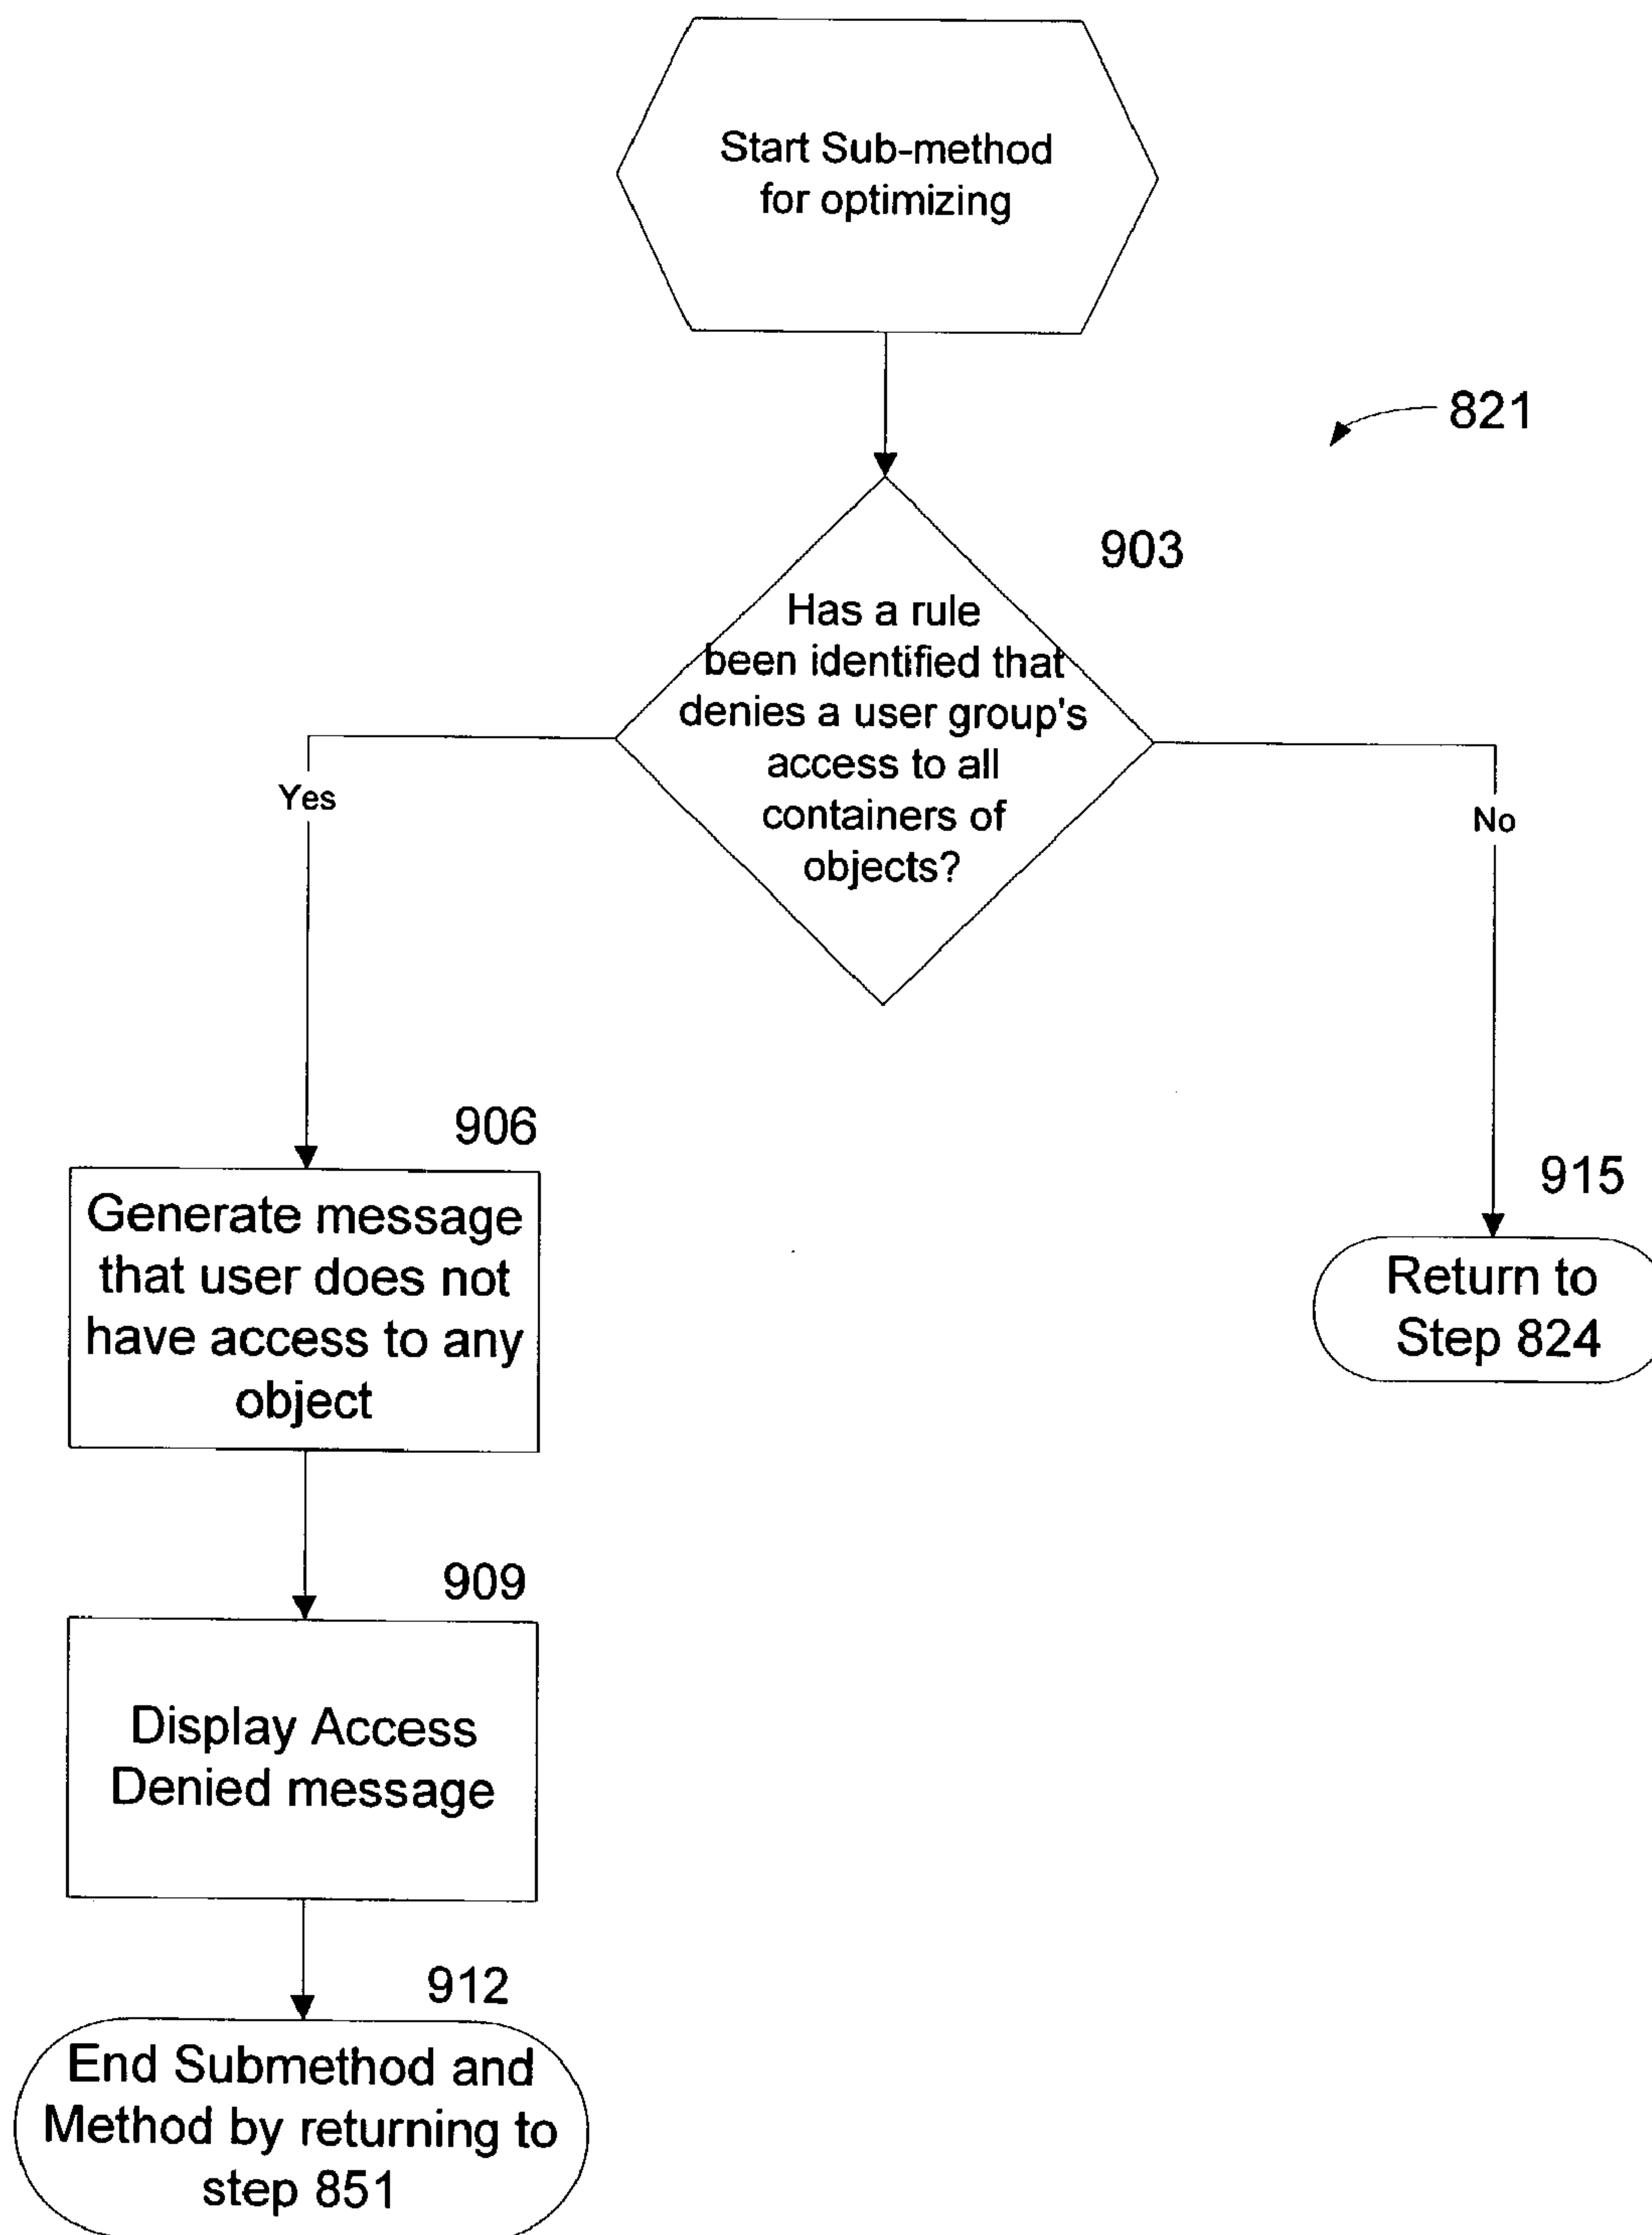 Start Sub-method
for optimizing
821
903
Has a rule
been identified that
denies a user group's
access to all
containers of
objects?
Yes
No
906
Generate message
that user does not
have access to any
object
915
Return to
Step 824
909
Display Access
Denied message
912
End Submethod and
Method by returning to
step 851